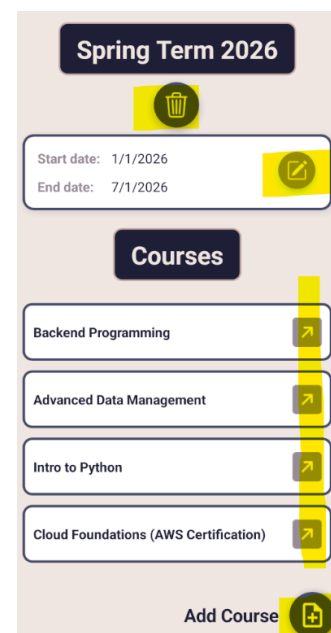 Spring Term 2026
Start date: 1/1/2026
End date: 7/1/2026
Courses
Backend Programming
Advanced Data Management
Intro to Python
Cloud Foundations (AWS Certification)
Add Course